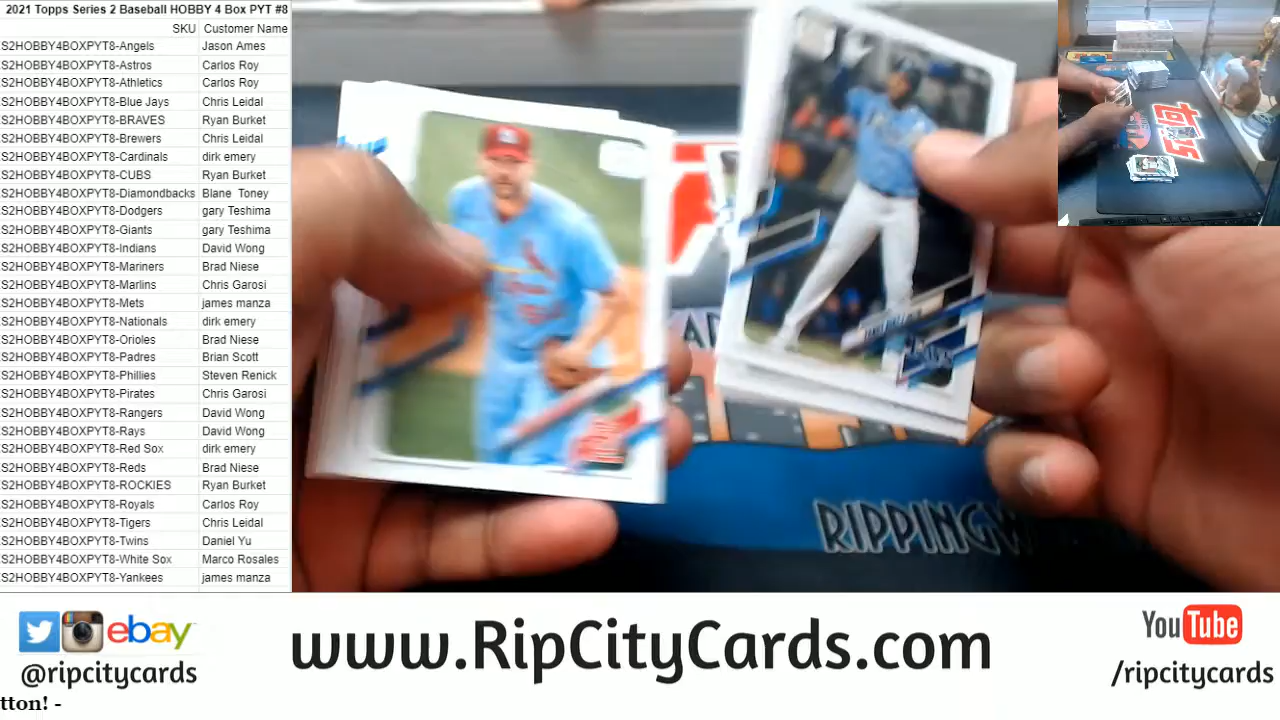 2021 Topps Series 2 Baseball HOBBY 4 Box PYT #8
SKU Customer Name
S2HOBBY4BOXPYT8-Angels Jason Ames
S2HOBBY4BOXPYT8-Astros Carlos Roy
S2HOBBY4BOXPYT8-Athletics Carlos Roy
S2HOBBY4BOXPYT8-Blue Jays Chris Leidal
S2HOBBY4BOXPYT8-BRAVES Ryan Burket
S2HOBBY4BOXPYT8-Brewers Chris Leidal
S2HOBBY4BOXPYT8-Cardinals dirk emery
S2HOBBY4BOXPYT8-CUBS Ryan Burket
S2HOBBY4BOXPYT8-Diamondbacks Blane Toney
S2HOBBY4BOXPYT8-Dodgers gary Teshima
S2HOBBY4BOXPYT8-Giants gary Teshima
S2HOBBY4BOXPYT8-Indians David Wong
S2HOBBY4BOXPYT8-Mariners Brad Niese
S2HOBBY4BOXPYT8-Marlins Chris Garosi
S2HOBBY4BOXPYT8-Mets james manza
S2HOBBY4BOXPYT8-Nationals dirk emery
S2HOBBY4BOXPYT8-Orioles Brad Niese
S2HOBBY4BOXPYT8-Padres Brian Scott
S2HOBBY4BOXPYT8-Phillies Steven Renick
S2HOBBY4BOXPYT8-Pirates Chris Garosi
S2HOBBY4BOXPYT8-Rangers David Wong
S2HOBBY4BOXPYT8-Rays David Wong
S2HOBBY4BOXPYT8-Red Sox dirk emery
S2HOBBY4BOXPYT8-Reds Brad Niese
S2HOBBY4BOXPYT8-ROCKIES Ryan Burket
S2HOBBY4BOXPYT8-Royals Carlos Roy
S2HOBBY4BOXPYT8-Tigers Chris Leidal
S2HOBBY4BOXPYT8-Twins Daniel Yu
S2HOBBY4BOXPYT8-White Sox Marco Rosales
S2HOBBY4BOXPYT8-Yankees james manza
topps
RIPPINGW
ebay
@ripcitycards
www.RipCityCards.com
YouTube
/ripcitycards
tton! -